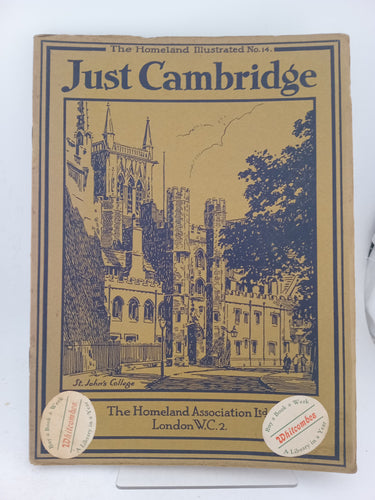 The Homeland Illustrated No.14.
Just Cambridge
St. John's College
The Homeland Association Ltd
London W.C.2.
Buy a Book a Week
Whitcombes
A Library in a Year
Buy a Book a Week
Whitcombes
A Library in a Year